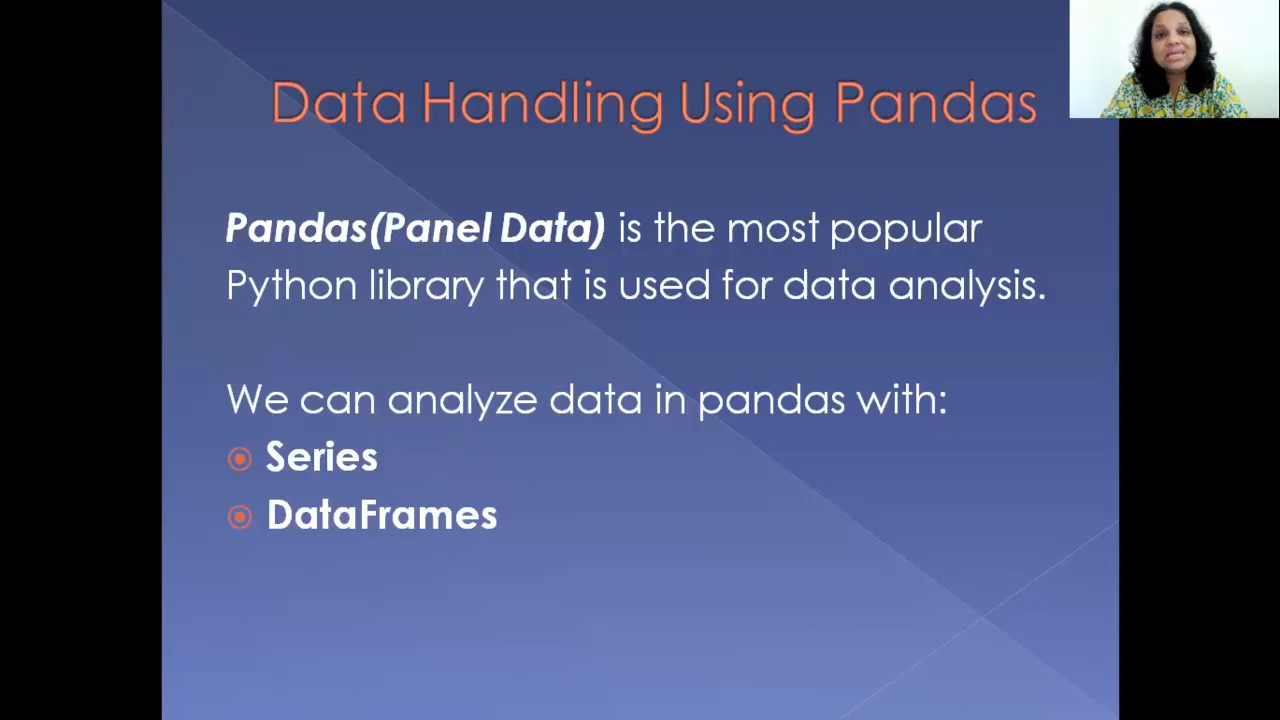 Data Handling Using Pandas
Pandas(Panel Data) is the most popular
Python library that is used for data analysis.
We can analyze data in pandas with:
Series
DataFrames